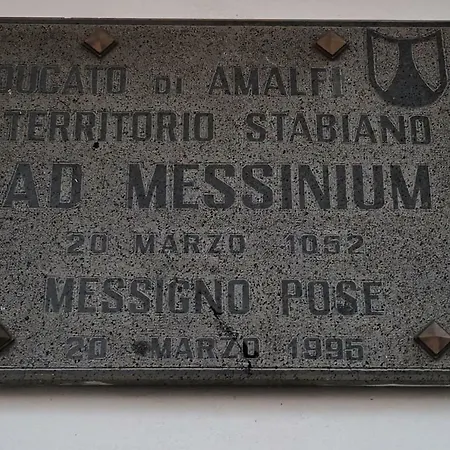 DUCATO DI AMALFI
TERRITORIO STABIANO
AD MESSINIUM
20 MARZO 1052
MESSIGNO POSE
20 MARZO 1995